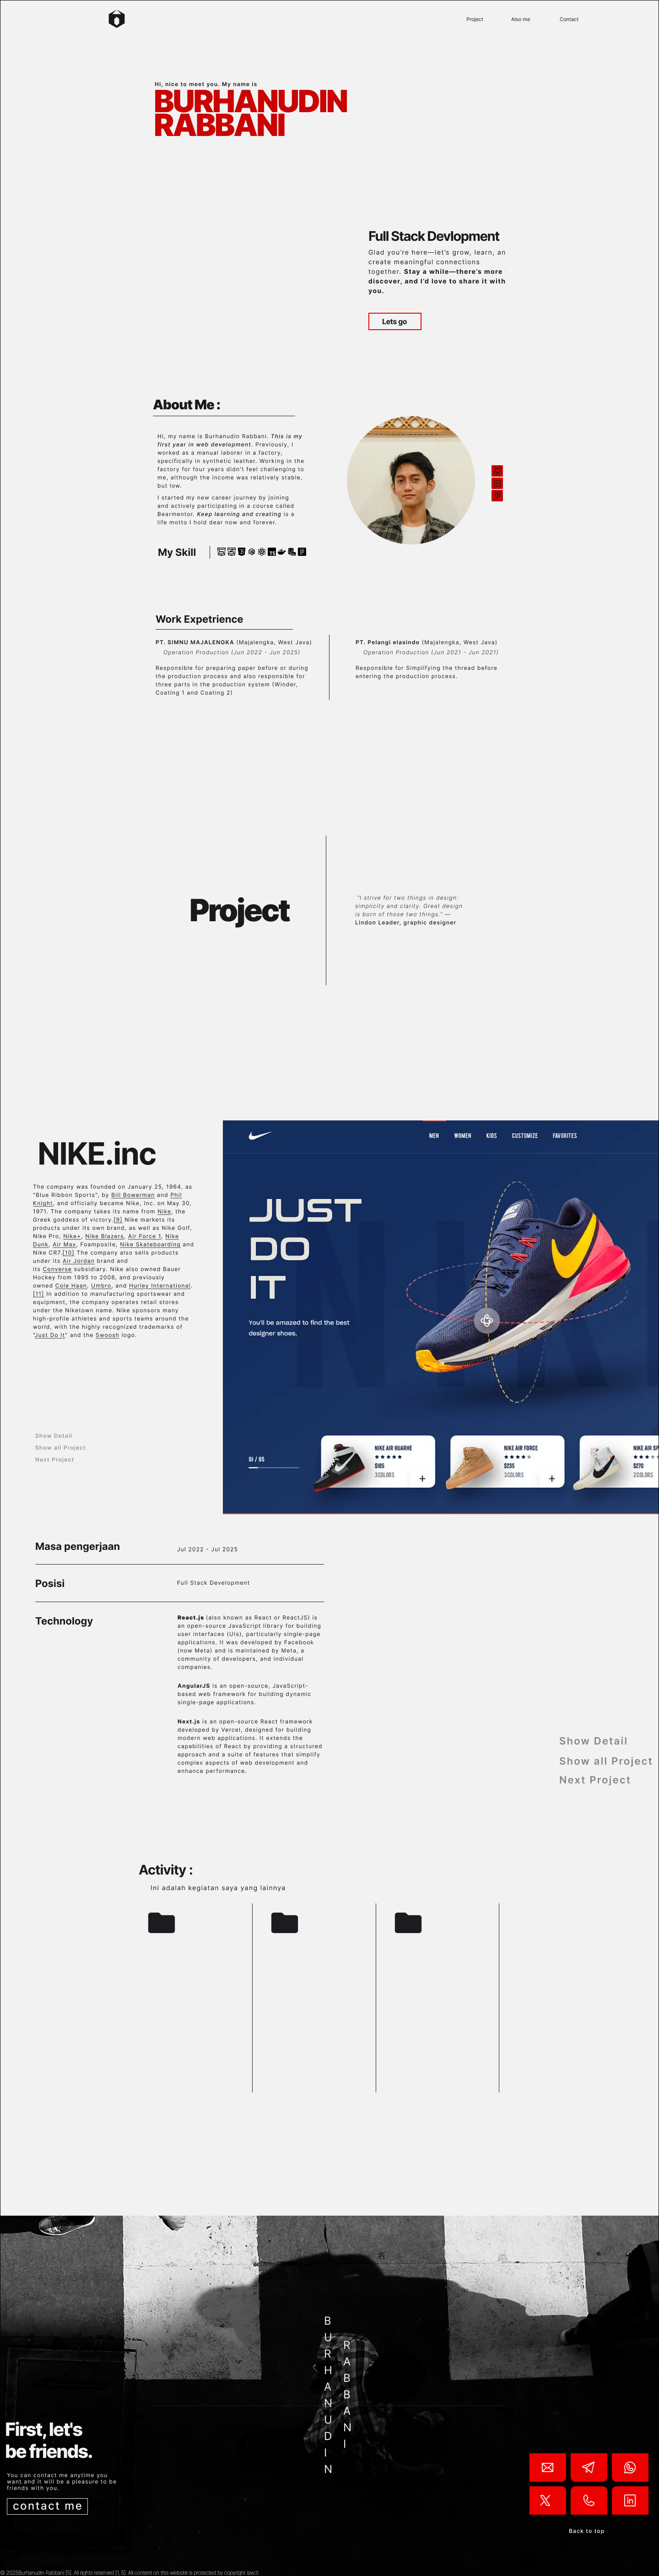 Project
Also me
Contact
Hi, nice to meet you. My name is
BURHANUDIN
RABBANI
Full Stack Devlopment
Glad you're here—let's grow, learn, an
create meaningful connections
together. Stay a while—there's more
discover, and I'd love to share it with
you.
Lets go
About Me :
Hi, my name is Burhanudin Rabbani. This is my
first year in web development. Previously, I
worked as a manual laborer in a factory,
specifically in synthetic leather. Working in the
factory for four years didn't feel challenging to
me, although the income was relatively stable,
but low.
I started my new career journey by joining
and actively participating in a course called
Bearmentor. Keep learning and creating is a
life motto I hold dear now and forever.
My Skill
Work Expetrience
PT. SIMNU MAJALENGKA (Majalengka, West Java)
Operation Production (Jun 2022 - Jun 2025)
Responsible for preparing paper before or during
the production process and also responsible for
three parts in the production system (Winder,
Coating 1 and Coating 2)
PT. Pelangi elasindo (Majalengka, West Java)
Operation Production (Jun 2021 - Jun 2021)
Responsible for Simplifying the thread before
entering the production process.
Project
"I strive for two things in design:
simplicity and clarity. Great design
is born of those two things." —
Lindon Leader, graphic designer
NIKE.inc
The company was founded on January 25, 1964, as
"Blue Ribbon Sports", by Bill Bowerman and Phil
Knight, and officially became Nike, Inc. on May 30,
1971. The company takes its name from Nike, the
Greek goddess of victory.[9] Nike markets its
products under its own brand, as well as Nike Golf,
Nike Pro, Nike+, Nike Blazers, Air Force 1, Nike
Dunk, Air Max, Foamposite, Nike Skateboarding and
Nike CR7.[10] The company also sells products
under its Air Jordan brand and
its Converse subsidiary. Nike also owned Bauer
Hockey from 1995 to 2008, and previously
owned Cole Haan, Umbro, and Hurley International.
[11] In addition to manufacturing sportswear and
equipment, the company operates retail stores
under the Niketown name. Nike sponsors many
high-profile athletes and sports teams around the
world, with the highly recognized trademarks of
"Just Do It" and the Swoosh logo.
Show Detail
Show all Project
Next Project
MEN
WOMEN
KIDS
CUSTOMIZE
FAVORITES
JUST
DO
IT
You'll be amazed to find the best
designer shoes.
01 / 05
NIKE AIR HUARHE
$185
3 COLORS
+
NIKE AIR FORCE
$235
3 COLORS
+
NIKE AIR SP
$270
2 COLORS
Masa pengerjaan
Jul 2022 - Jul 2025
Posisi
Full Stack Development
Technology
React.js (also known as React or ReactJS) is
an open-source JavaScript library for building
user interfaces (UIs), particularly single-page
applications. It was developed by Facebook
(now Meta) and is maintained by Meta, a
community of developers, and individual
companies.
AngularJS is an open-source, JavaScript-
based web framework for building dynamic
single-page applications.
Next.js is an open-source React framework
developed by Vercel, designed for building
modern web applications. It extends the
capabilities of React by providing a structured
approach and a suite of features that simplify
complex aspects of web development and
enhance performance.
Show Detail
Show all Project
Next Project
Activity :
Ini adalah kegiatan saya yang lainnya
BURHANUDIN
RABBANI
First, let's
be friends.
You can contact me anytime you
want and it will be a pleasure to be
friends with you.
contact me
Back to top
© 2025Burhanudin Rabbani [5]. All rights reserved [1, 5]. All content on this website is protected by copyright law.tt